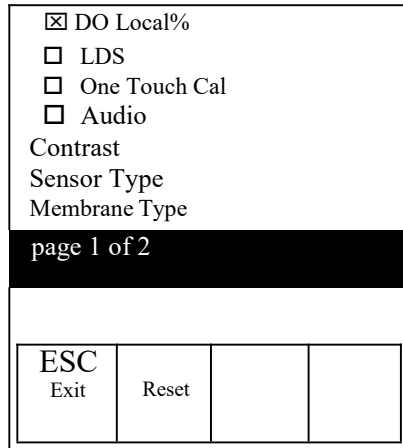 ☒ DO Local%
☐ LDS
☐ One Touch Cal
☐ Audio
Contrast
Sensor Type
Membrane Type
page 1 of 2
ESC
Exit Reset